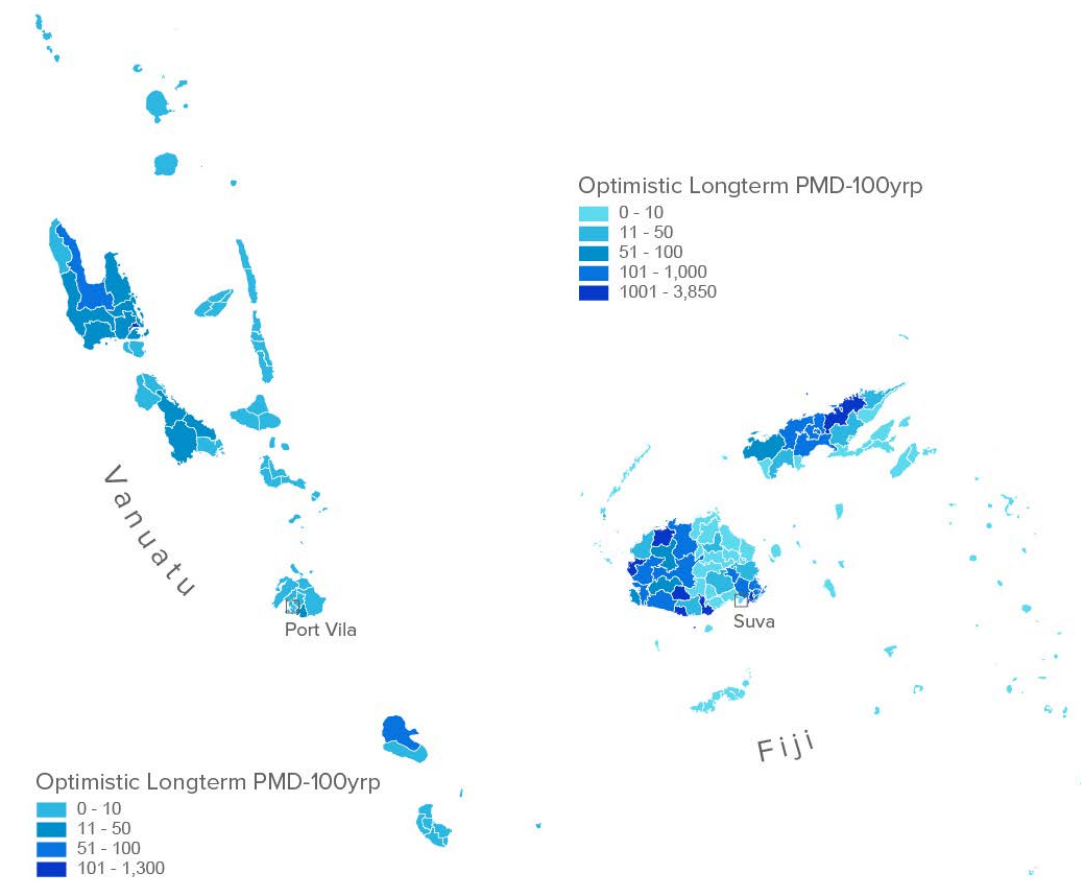 Optimistic Longterm PMD-100yrp
0 - 10
11 - 50
51 - 100
101 - 1,000
1001 - 3,850
Vanuatu
Port Vila
Suva
Fiji
Optimistic Longterm PMD-100yrp
0 - 10
11 - 50
51 - 100
101 - 1,300